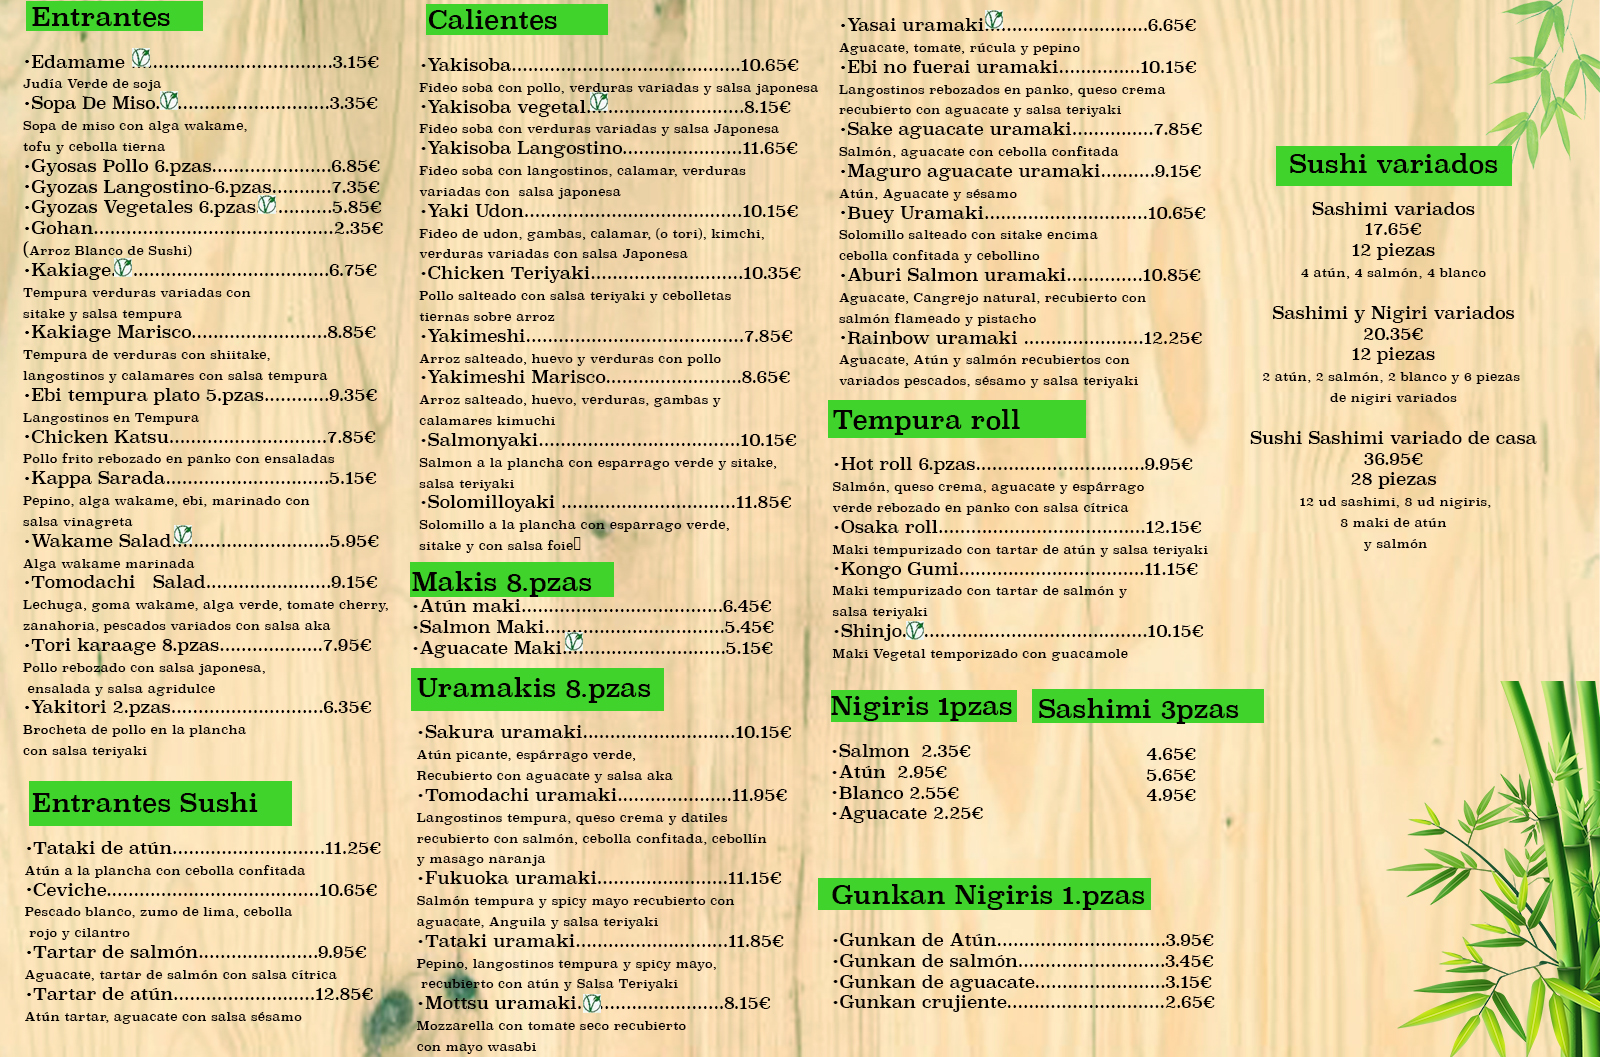 Entrantes
·Edamame ..................................3.15€
Judía Verde de soja
·Sopa De Miso............................3.35€
Sopa de miso con alga wakame,
tofu y cebolla tierna
·Gyosas Pollo 6.pzas.....................6.85€
·Gyozas Langostino-6.pzas..........7.35€
·Gyozas Vegetales 6.pzas ..........5.85€
·Gohan..........................................2.35€
(Arroz Blanco de Sushi)
·Kakiage.....................................6.75€
Tempura verduras variadas con
sitake y salsa tempura
·Kakiage Marisco.........................8.85€
Tempura de verduras con shiitake,
langostinos y calamares con salsa tempura
·Ebi tempura plato 5.pzas............9.35€
Langostinos en Tempura
·Chicken Katsu.............................7.85€
Pollo frito rebozado en panko con ensaladas
·Kappa Sarada..............................5.15€
Pepino, alga wakame, ebi, marinado con
salsa vinagreta
·Wakame Salad............................5.95€
Alga wakame marinada
·Tomodachi Salad.......................9.15€
Lechuga, goma wakame, alga verde, tomate cherry,
zanahoria, pescados variados con salsa aka
·Tori karaage 8.pzas...................7.95€
Pollo rebozado con salsa japonesa,
ensalada y salsa agridulce
·Yakitori 2.pzas............................6.35€
Brocheta de pollo en la plancha
con salsa teriyaki
Entrantes Sushi
·Tataki de atún............................11.25€
Atún a la plancha con cebolla confitada
·Ceviche.......................................10.65€
Pescado blanco, zumo de lima, cebolla
rojo y cilantro
·Tartar de salmón......................9.95€
Aguacate, tartar de salmón con salsa cítrica
·Tartar de atún..........................12.85€
Atún tartar, aguacate con salsa sésamo
Calientes
·Yakisoba..........................................10.65€
Fideo soba con pollo, verduras variadas y salsa japonesa
·Yakisoba vegetal.............................8.15€
Fideo soba con verduras variadas y salsa Japonesa
·Yakisoba Langostino......................11.65€
Fideo soba con langostinos, calamar, verduras
variadas con salsa japonesa
·Yaki Udon........................................10.15€
Fideo de udon, gambas, calamar, (o tori), kimchi,
verduras variadas con salsa Japonesa
·Chicken Teriyaki............................10.35€
Pollo salteado con salsa teriyaki y cebolletas
tiernas sobre arroz
·Yakimeshi........................................7.85€
Arroz salteado, huevo y verduras con pollo
·Yakimeshi Marisco.........................8.65€
Arroz salteado, huevo, verduras, gambas y
calamares kimuchi
·Salmonyaki.....................................10.15€
Salmon a la plancha con esparrago verde y sitake,
salsa teriyaki
·Solomilloyaki ................................11.85€
Solomillo a la plancha con esparrago verde,
sitake y con salsa foie
Makis 8.pzas
·Atún maki.....................................6.45€
·Salmon Maki.................................5.45€
·Aguacate Maki.............................5.15€
Uramakis 8.pzas
·Sakura uramaki............................10.15€
Atún picante, espárrago verde,
Recubierto con aguacate y salsa aka
·Tomodachi uramaki.....................11.95€
Langostinos tempura, queso crema y datiles
recubierto con salmón, cebolla confitada, cebollín
y masago naranja
·Fukuoka uramaki........................11.15€
Salmón tempura y spicy mayo recubierto con
aguacate, Anguila y salsa teriyaki
·Tataki uramaki............................11.85€
Pepino, langostinos tempura y spicy mayo,
recubierto con atún y Salsa Teriyaki
·Mottsu uramaki..........................8.15€
Mozzarella con tomate seco recubierto
con mayo wasabi
·Yasai uramaki..............................6.65€
Aguacate, tomate, rúcula y pepino
·Ebi no fuerai uramaki...............10.15€
Langostinos rebozados en panko, queso crema
recubierto con aguacate y salsa teriyaki
·Sake aguacate uramaki...............7.85€
Salmón, aguacate con cebolla confitada
·Maguro aguacate uramaki..........9.15€
Atún, Aguacate y sésamo
·Buey Uramaki..............................10.65€
Solomillo salteado con sitake encima
cebolla confitada y cebollino
·Aburi Salmon uramaki..............10.85€
Aguacate, Cangrejo natural, recubierto con
salmón flameado y pistacho
·Rainbow uramaki ......................12.25€
Aguacate, Atún y salmón recubiertos con
variados pescados, sésamo y salsa teriyaki
Tempura roll
·Hot roll 6.pzas...............................9.95€
Salmón, queso crema, aguacate y espárrago
verde rebozado en panko con salsa cítrica
·Osaka roll......................................12.15€
Maki tempurizado con tartar de atún y salsa teriyaki
·Kongo Gumi..................................11.15€
Maki tempurizado con tartar de salmón y
salsa teriyaki
·Shinjo..........................................10.15€
Maki Vegetal temporizado con guacamole
Nigiris 1pzas
·Salmon 2.35€
·Atún 2.95€
·Blanco 2.55€
·Aguacate 2.25€
Sashimi 3pzas
4.65€
5.65€
4.95€
Gunkan Nigiris 1.pzas
·Gunkan de Atún...............................3.95€
·Gunkan de salmón...........................3.45€
·Gunkan de aguacate........................3.15€
·Gunkan crujiente.............................2.65€
Sushi variados
Sashimi variados
17.65€
12 piezas
4 atún, 4 salmón, 4 blanco
Sashimi y Nigiri variados
20.35€
12 piezas
2 atún, 2 salmón, 2 blanco y 6 piezas
de nigiri variados
Sushi Sashimi variado de casa
36.95€
28 piezas
12 ud sashimi, 8 ud nigiris,
8 maki de atún
y salmón